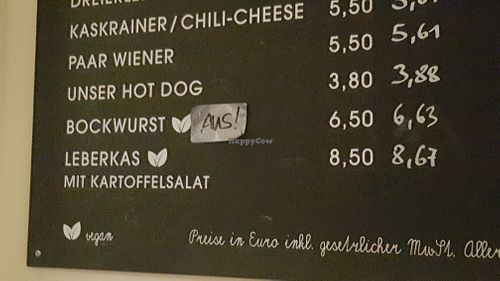 KASKRAINER / CHILI-CHEESE 5,50
PAAR WIENER 5,50 5,61
UNSER HOT DOG 3,80 3,88
BOCKWURST AUS! 6,50 6,63
LEBERKAS 8,50 8,67
MIT KARTOFFELSALAT
vegan Preise in Euro inkl. gesetzlicher MwSt. Aller
HappyCow